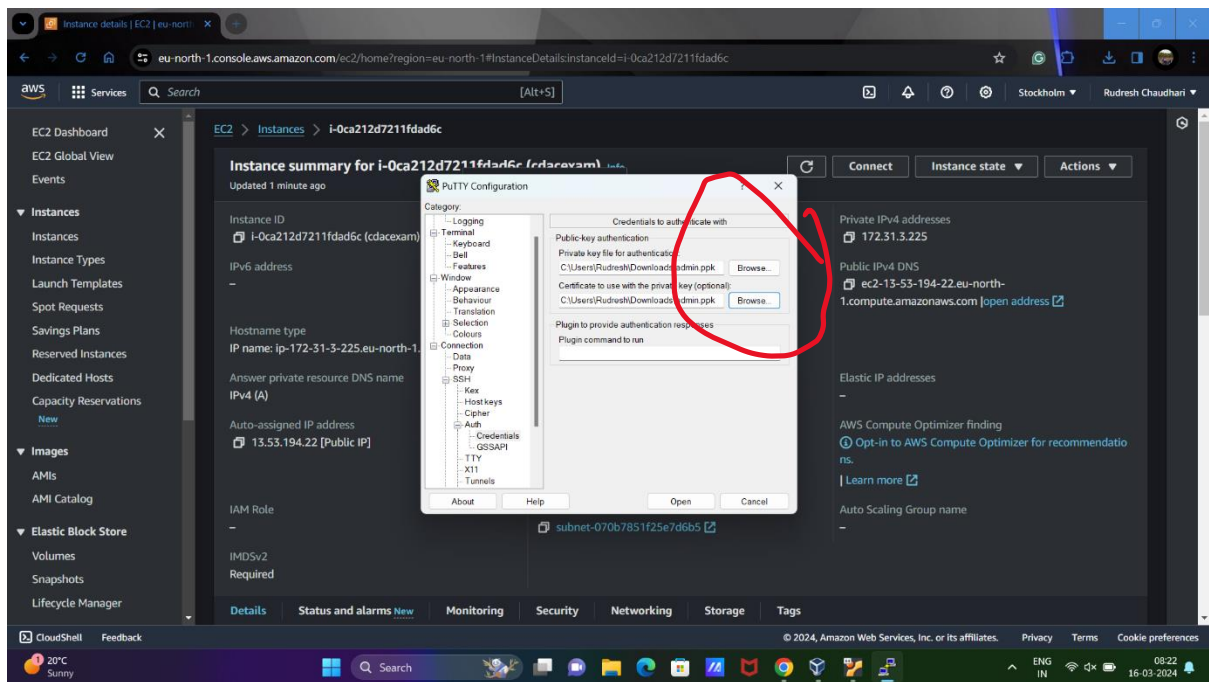 Instance details | EC2 | eu-north
eu-north-1.console.aws.amazon.com/ec2/home?region=eu-north-1#InstanceDetails:instanceId=i-0ca212d7211fdad6c
aws
Services
Search
[Alt+S]
Stockholm ▼
Rudresh Chaudhari ▼
EC2 Dashboard
EC2 Global View
Events
▼ Instances
Instances
Instance Types
Launch Templates
Spot Requests
Savings Plans
Reserved Instances
Dedicated Hosts
Capacity Reservations
New
▼ Images
AMIs
AMI Catalog
▼ Elastic Block Store
Volumes
Snapshots
Lifecycle Manager
EC2 > Instances > i-0ca212d7211fdad6c
Instance summary for i-0ca212d7211fdad6c (cdacexam) Info
Updated 1 minute ago
Connect
Instance state ▼
Actions ▼
Instance ID
i-0ca212d7211fdad6c (cdacexam)
IPv6 address
–
Hostname type
IP name: ip-172-31-3-225.eu-north-1.
Answer private resource DNS name
IPv4 (A)
Auto-assigned IP address
13.53.194.22 [Public IP]
IAM Role
–
IMDSv2
Required
PuTTY Configuration
? ×
Category:
Logging
Terminal
Keyboard
Bell
Features
Window
Appearance
Behaviour
Translation
Selection
Colours
Connection
Data
Proxy
SSH
Kex
Host keys
Cipher
Auth
Credentials
GSSAPI
TTY
X11
Tunnels
Credentials to authenticate with
Public-key authentication
Private key file for authentication:
C:\Users\Rudresh\Downloads\admin.ppk
Browse...
Certificate to use with the private key (optional):
C:\Users\Rudresh\Downloads\admin.ppk
Browse...
Plugin to provide authentication responses
Plugin command to run
About
Help
Open
Cancel
subnet-070b7851f25e7d6b5
Private IPv4 addresses
172.31.3.225
Public IPv4 DNS
ec2-13-53-194-22.eu-north-
1.compute.amazonaws.com |open address
Elastic IP addresses
–
AWS Compute Optimizer finding
Opt-in to AWS Compute Optimizer for recommendatio
ns.
| Learn more
Auto Scaling Group name
–
Details
Status and alarms New
Monitoring
Security
Networking
Storage
Tags
CloudShell
Feedback
© 2024, Amazon Web Services, Inc. or its affiliates.
Privacy
Terms
Cookie preferences
1
20°C
Sunny
Search
ENG
IN
08:22
16-03-2024